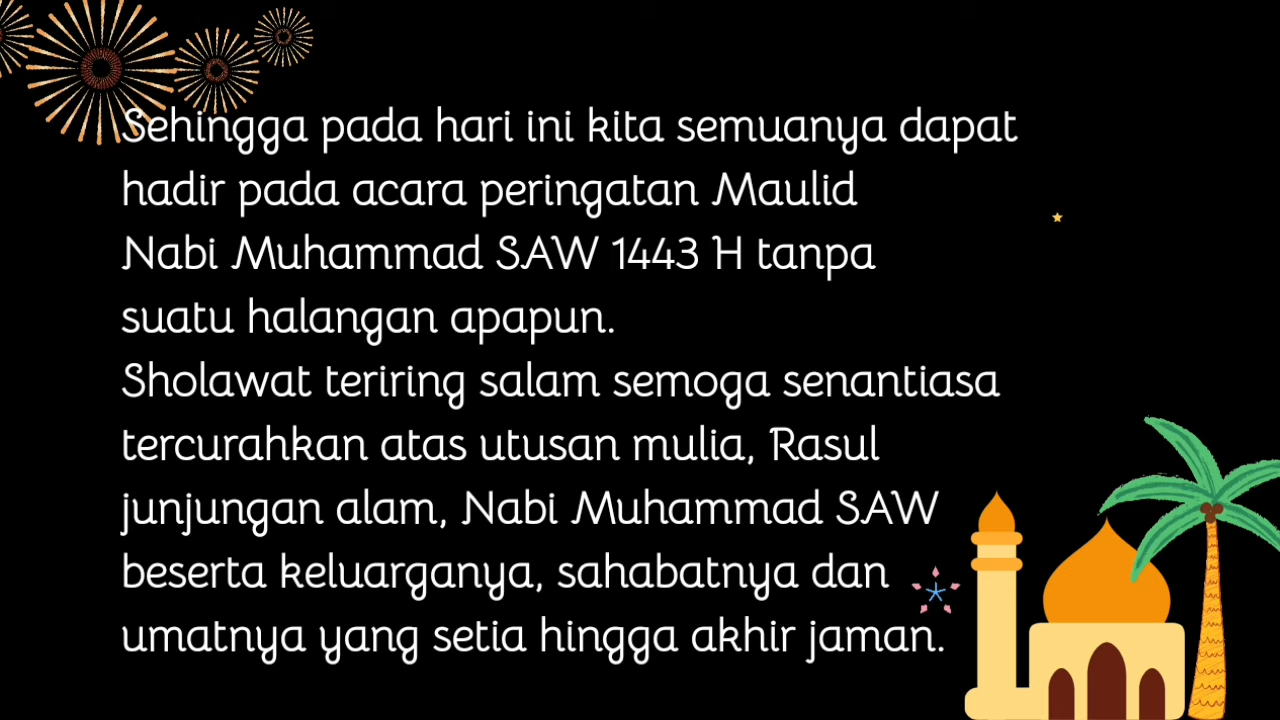 Sehingga pada hari ini kita semuanya dapat
hadir pada acara peringatan Maulid
Nabi Muhammad SAW 1443 H tanpa
suatu halangan apapun.
Sholawat teriring salam semoga senantiasa
tercurahkan atas utusan mulia, Rasul
junjungan alam, Nabi Muhammad SAW
beserta keluarganya, sahabatnya dan
umatnya yang setia hingga akhir jaman.